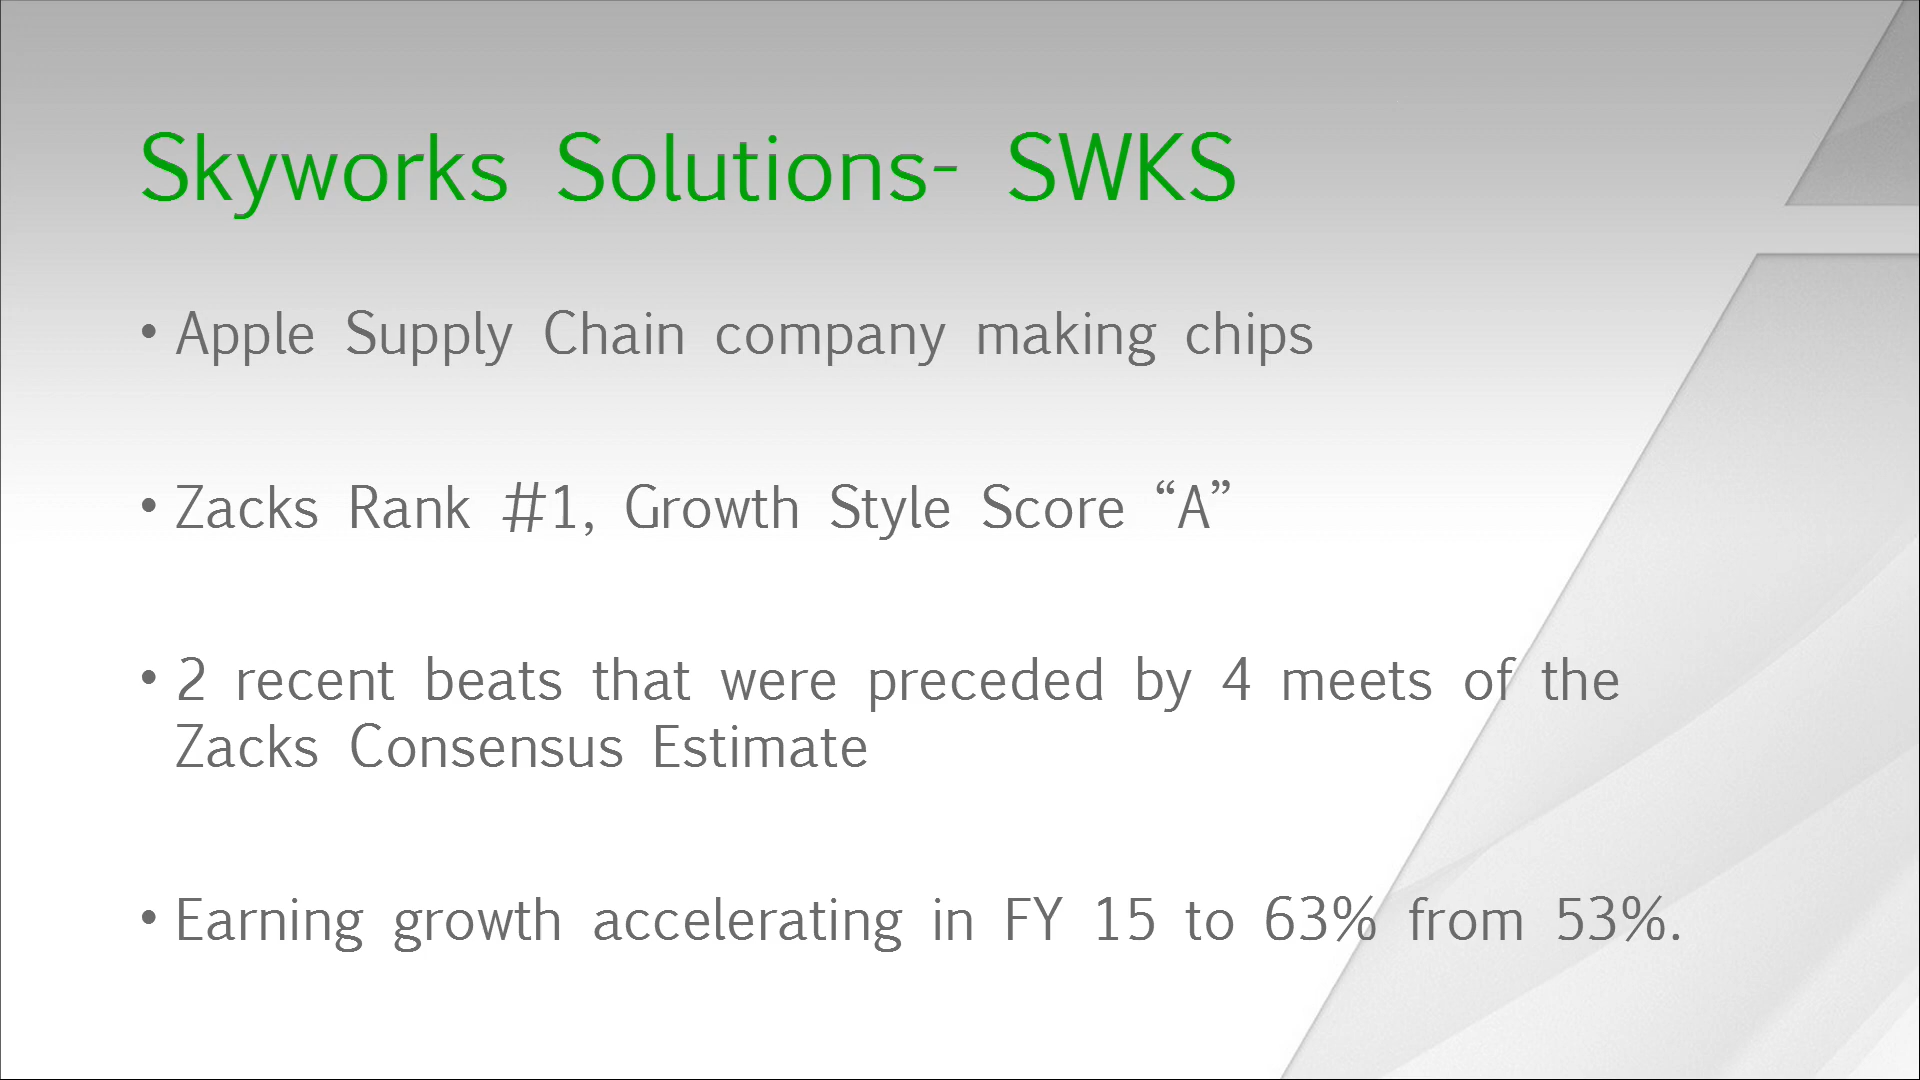 Skyworks Solutions- SWKS
• Apple Supply Chain company making chips
• Zacks Rank #1, Growth Style Score “A”
• 2 recent beats that were preceded by 4 meets of the
Zacks Consensus Estimate
• Earning growth accelerating in FY 15 to 63% from 53%.